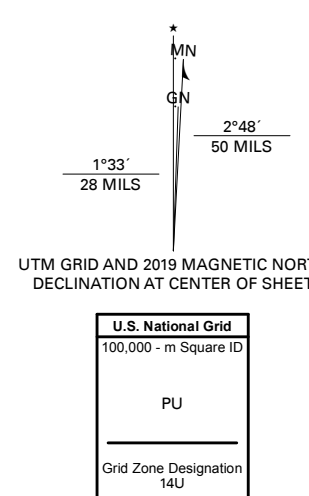 ★
MN
GN
2°48´
50 MILS
1°33´
28 MILS
UTM GRID AND 2019 MAGNETIC NORT
DECLINATION AT CENTER OF SHEET
U.S. National Grid
100,000 - m Square ID
PU
Grid Zone Designation
14U